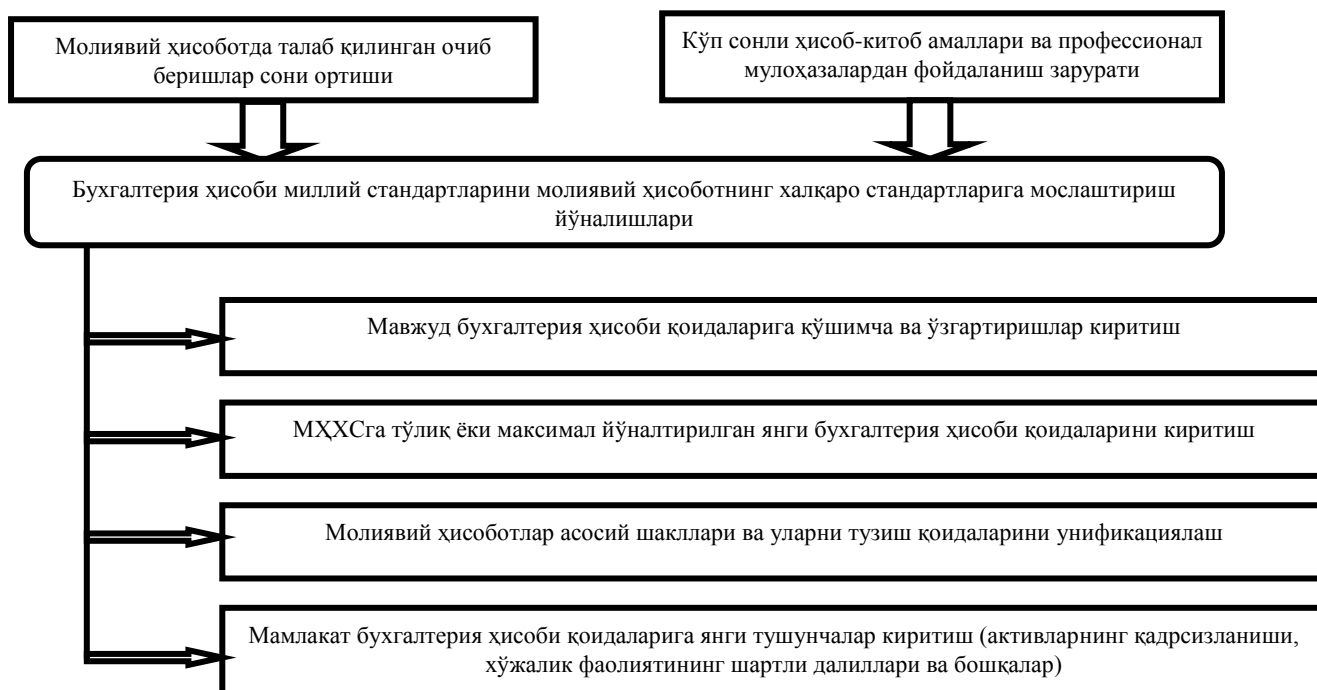 Молиявий ҳисоботда талаб қилинган очиб
беришлар сони ортиши
Кўп сонли ҳисоб-китоб амаллари ва профессионал
мулоҳазалардан фойдаланиш зарурати
Бухгалтерия ҳисоби миллий стандартларини молиявий ҳисоботнинг халқаро стандартларига мослаштириш
йўналишлари
Мавжуд бухгалтерия ҳисоби қоидаларига қўшимча ва ўзгартиришлар киритиш
МҲХСга тўлиқ ёки максимал йўналтирилган янги бухгалтерия ҳисоби қоидаларини киритиш
Молиявий ҳисоботлар асосий шакллари ва уларни тузиш қоидаларини унификациялаш
Мамлакат бухгалтерия ҳисоби қоидаларига янги тушунчалар киритиш (активларнинг қадрсизланиши,
хўжалик фаолиятининг шартли далиллари ва бошқалар)